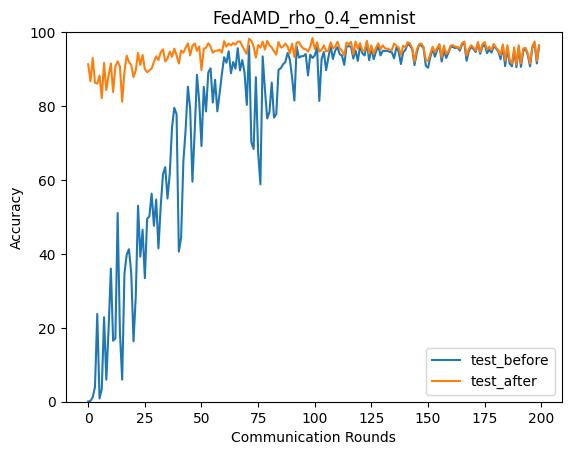 FedAMD_rho_0.4_emnist
Accuracy
100
80
60
40
20
0
0 25 50 75 100 125 150 175 200
Communication Rounds
test_before
test_after